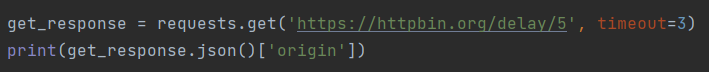 get_response = requests.get('https://httpbin.org/delay/5', timeout=3)
print(get_response.json()['origin'])